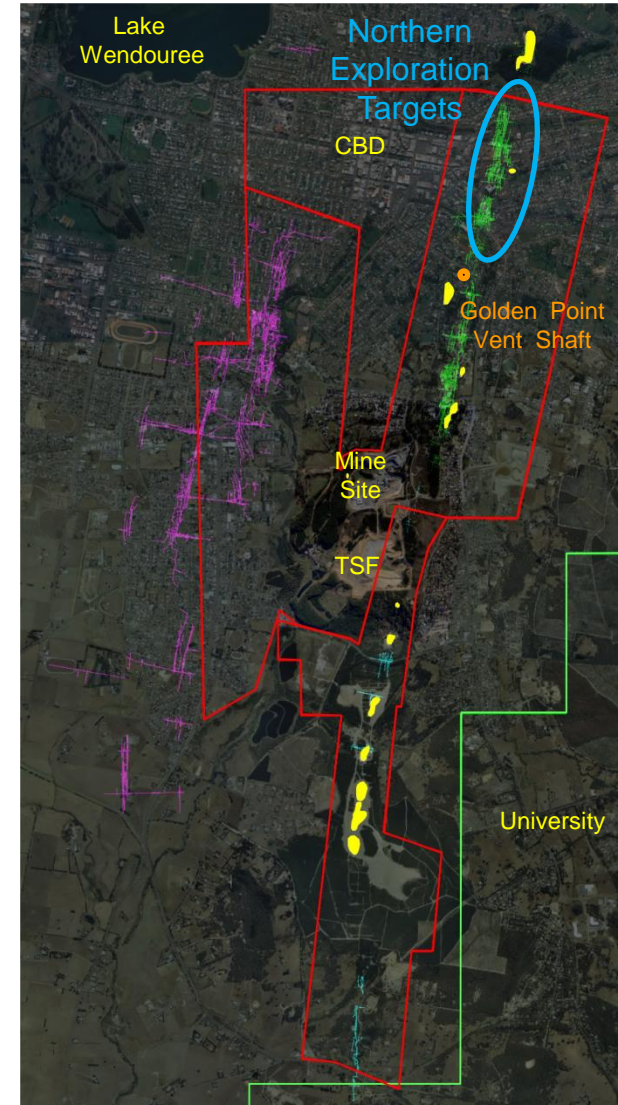 Lake
Wendouree
Northern
Exploration
Targets
CBD
Golden Point
Vent Shaft
Mine
Site
TSF
University